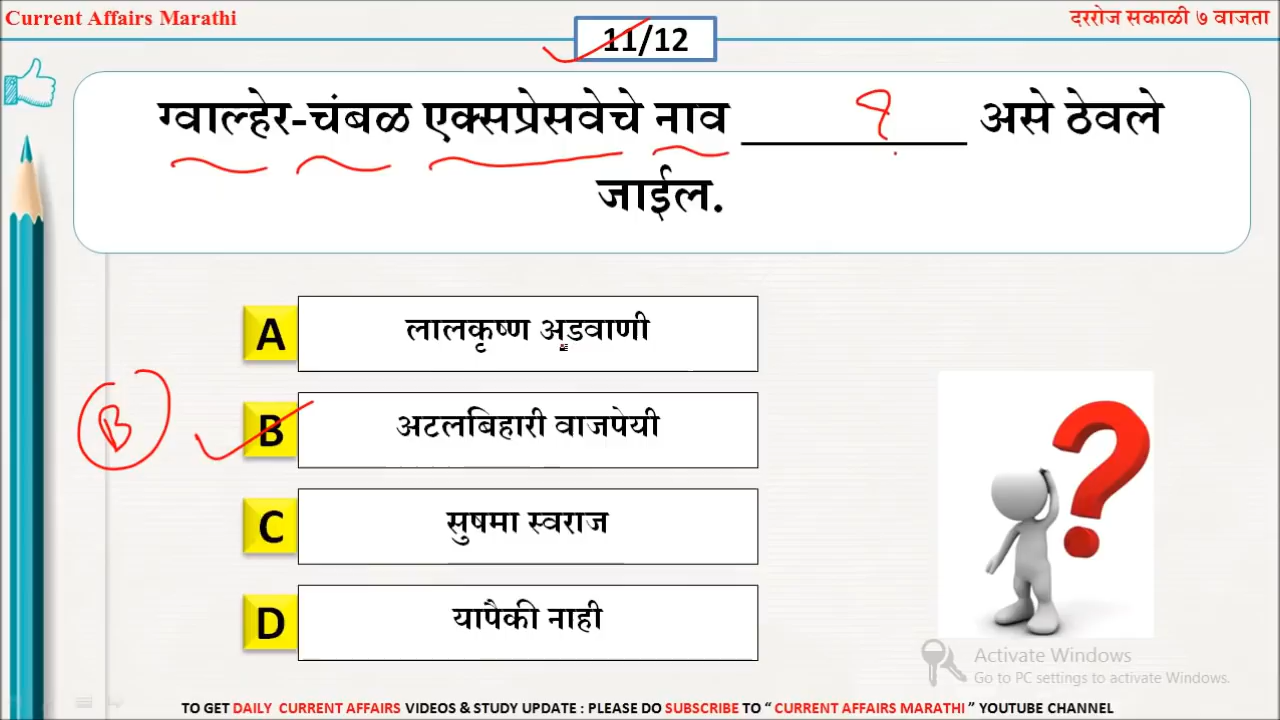 Current Affairs Marathi
दररोज सकाळी ७ वाजता
11/12
ग्वाल्हेर-चंबळ एक्सप्रेसवेचे नाव __________ असे ठेवले
जाईल.
?
A लालकृष्ण अडवाणी
B
B अटलबिहारी वाजपेयी
C सुषमा स्वराज
D यापैकी नाही
Activate Windows
Go to PC settings to activate Windows.
TO GET DAILY CURRENT AFFAIRS VIDEOS & STUDY UPDATE : PLEASE DO SUBSCRIBE TO “ CURRENT AFFAIRS MARATHI ” YOUTUBE CHANNEL